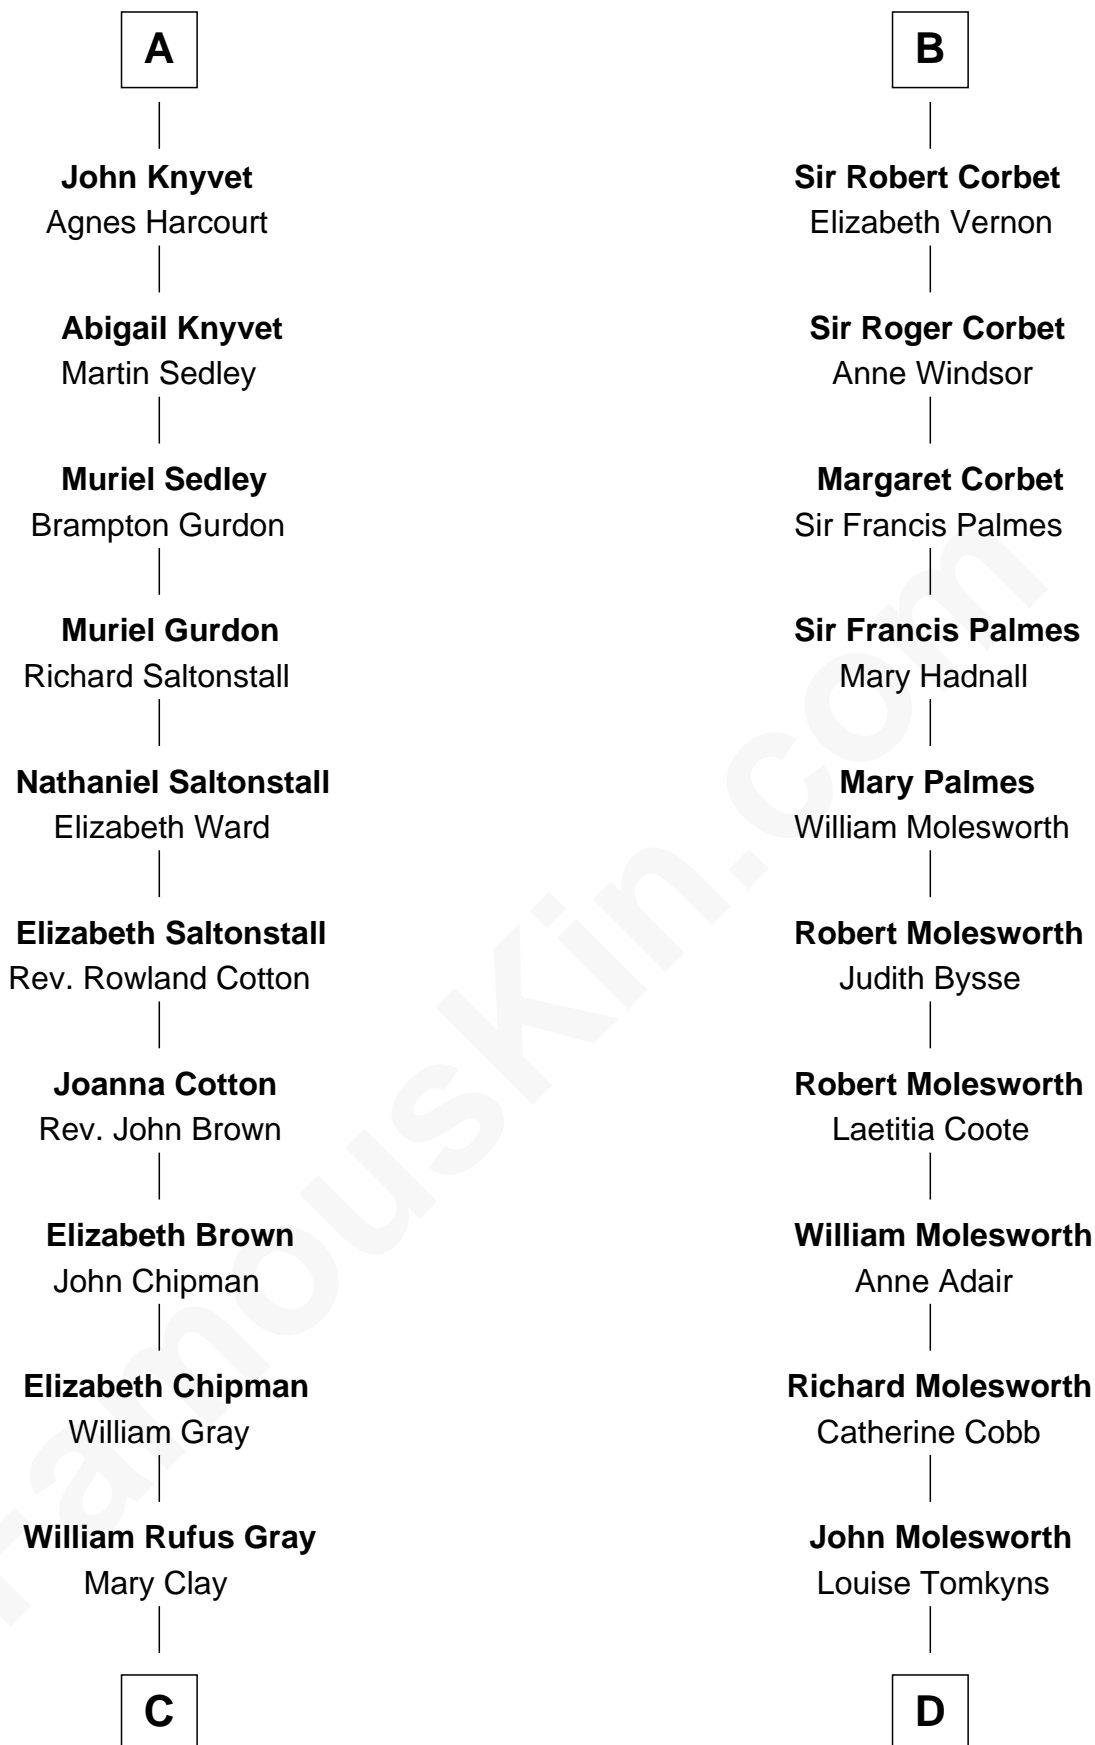 A
John Knyvet
Agnes Harcourt
Abigail Knyvet
Martin Sedley
Muriel Sedley
Brampton Gurdon
Muriel Gurdon
Richard Saltonstall
Nathaniel Saltonstall
Elizabeth Ward
Elizabeth Saltonstall
Rev. Rowland Cotton
Joanna Cotton
Rev. John Brown
Elizabeth Brown
John Chipman
Elizabeth Chipman
William Gray
William Rufus Gray
Mary Clay
C
B
Sir Robert Corbet
Elizabeth Vernon
Sir Roger Corbet
Anne Windsor
Margaret Corbet
Sir Francis Palmes
Sir Francis Palmes
Mary Hadnall
Mary Palmes
William Molesworth
Robert Molesworth
Judith Bysse
Robert Molesworth
Laetitia Coote
William Molesworth
Anne Adair
Richard Molesworth
Catherine Cobb
John Molesworth
Louise Tomkyns
D
FamousKin.com